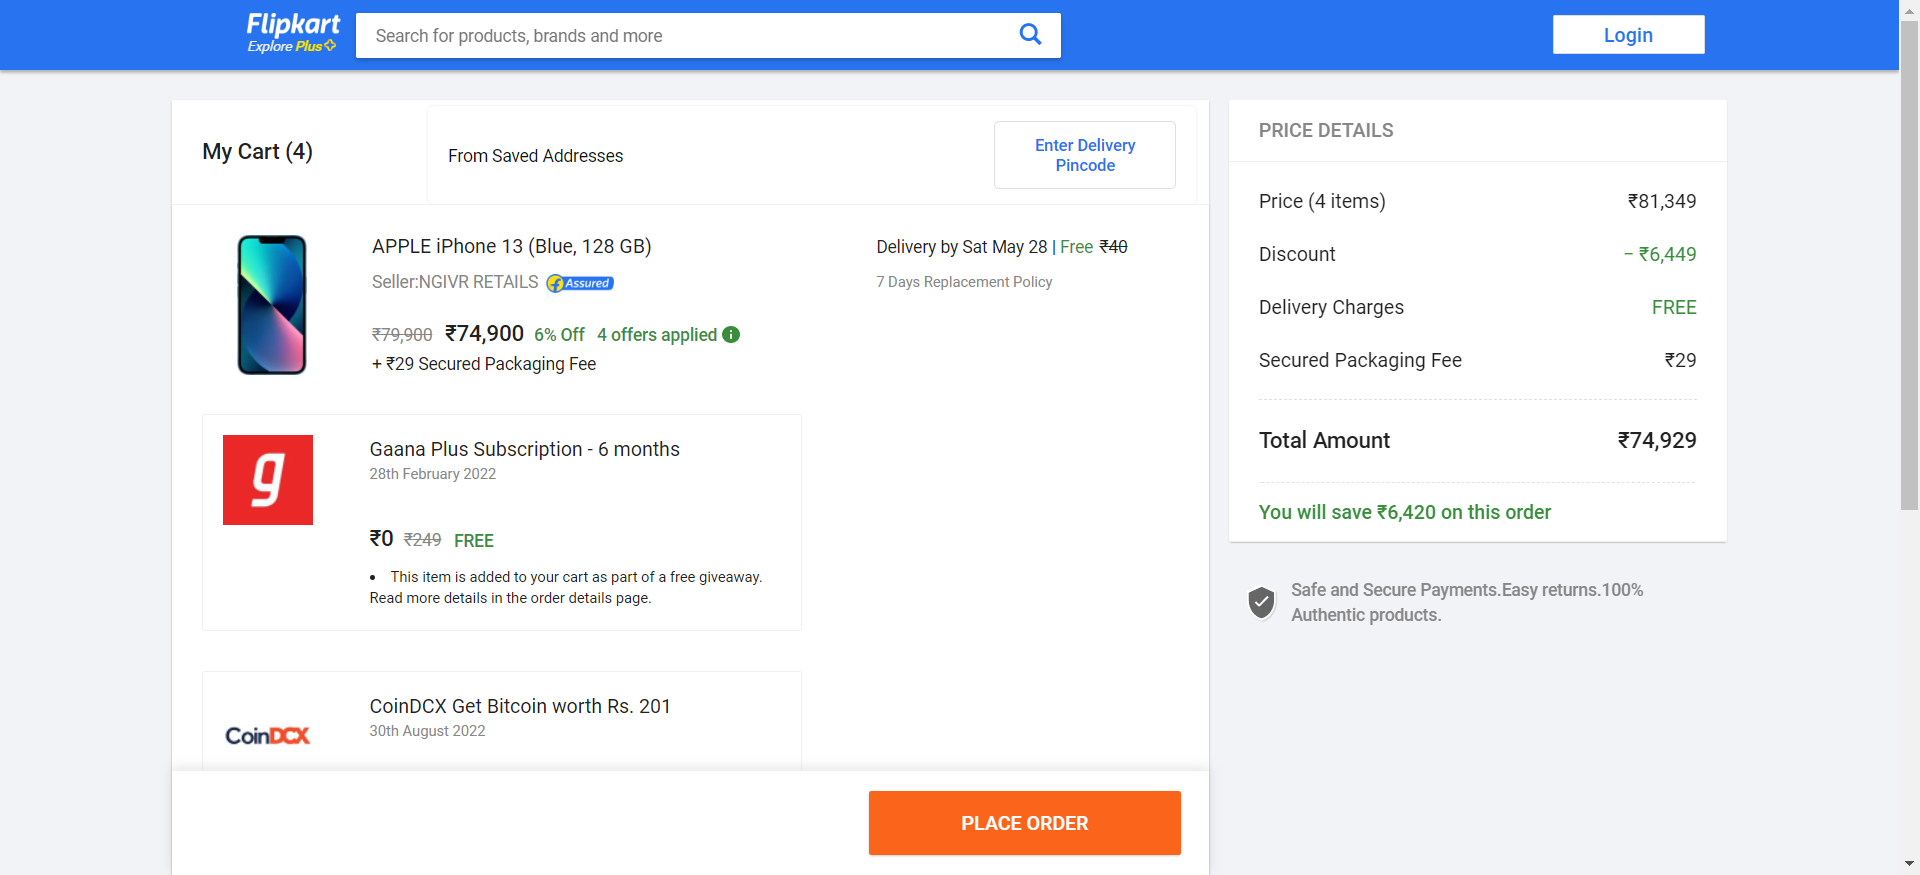 Flipkart
Explore Plus
Search for products, brands and more
Login
My Cart (4)
From Saved Addresses
Enter Delivery
Pincode
APPLE iPhone 13 (Blue, 128 GB)
Seller:NGIVR RETAILS
Assured
₹79,900 ₹74,900 6% Off 4 offers applied
+ ₹29 Secured Packaging Fee
Delivery by Sat May 28 | Free ₹40
7 Days Replacement Policy
g
Gaana Plus Subscription - 6 months
28th February 2022
₹0 ₹249 FREE
• This item is added to your cart as part of a free giveaway.
Read more details in the order details page.
CoinDCX
CoinDCX Get Bitcoin worth Rs. 201
30th August 2022
PLACE ORDER
PRICE DETAILS
Price (4 items) ₹81,349
Discount − ₹6,449
Delivery Charges FREE
Secured Packaging Fee ₹29
Total Amount ₹74,929
You will save ₹6,420 on this order
Safe and Secure Payments.Easy returns.100%
Authentic products.